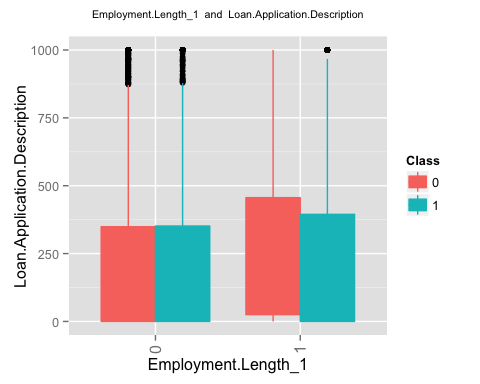 Employment.Length_1 and Loan.Application.Description
Loan.Application.Description
1000
750
500
250
0
0
1
Employment.Length_1
Class
0
1